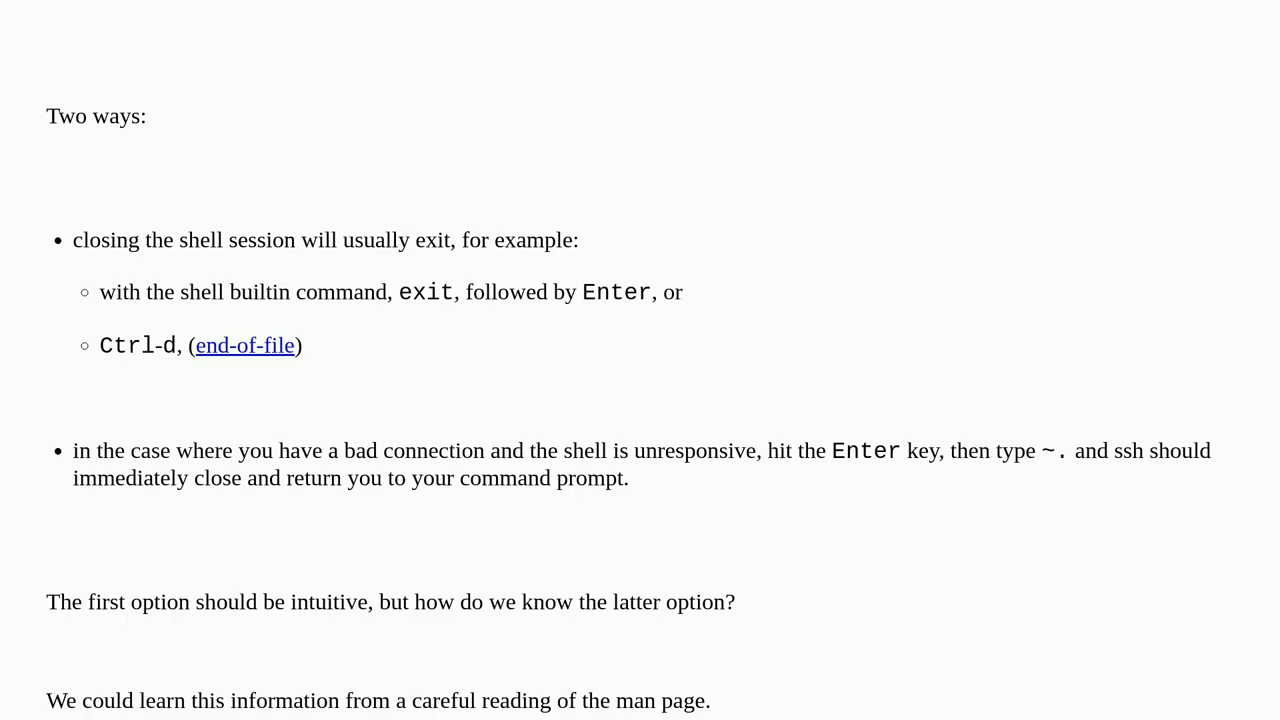 Two ways:
closing the shell session will usually exit, for example:
with the shell builtin command, exit, followed by Enter, or
Ctrl-d, (end-of-file)
in the case where you have a bad connection and the shell is unresponsive, hit the Enter key, then type ~. and ssh should
immediately close and return you to your command prompt.
The first option should be intuitive, but how do we know the latter option?
We could learn this information from a careful reading of the man page.